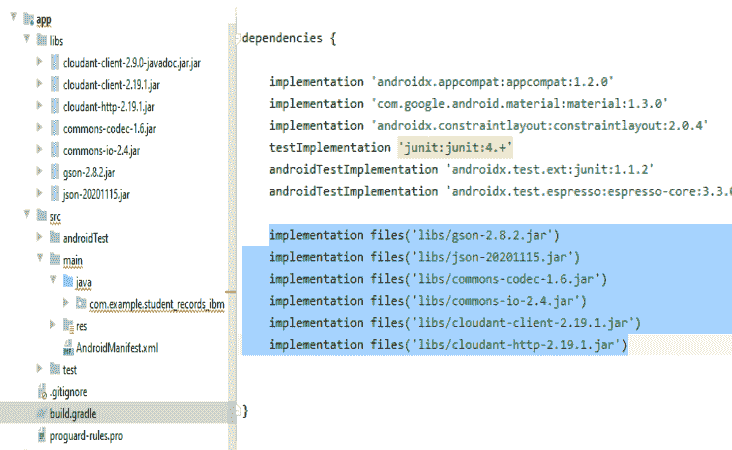 app
libs
cloudant-client-2.9.0-javadoc.jar.jar
cloudant-client-2.19.1.jar
cloudant-http-2.19.1.jar
commons-codec-1.6.jar
commons-io-2.4.jar
gson-2.8.2.jar
json-20201115.jar
src
androidTest
main
java
com.example.student_records_ibm
res
AndroidManifest.xml
test
.gitignore
build.gradle
proguard-rules.pro
dependencies {
implementation 'androidx.appcompat:appcompat:1.2.0'
implementation 'com.google.android.material:material:1.3.0'
implementation 'androidx.constraintlayout:constraintlayout:2.0.4'
testImplementation 'junit:junit:4.+'
androidTestImplementation 'androidx.test.ext:junit:1.1.2'
androidTestImplementation 'androidx.test.espresso:espresso-core:3.3.0
implementation files('libs/gson-2.8.2.jar')
implementation files('libs/json-20201115.jar')
implementation files('libs/commons-codec-1.6.jar')
implementation files('libs/commons-io-2.4.jar')
implementation files('libs/cloudant-client-2.19.1.jar')
implementation files('libs/cloudant-http-2.19.1.jar')
}